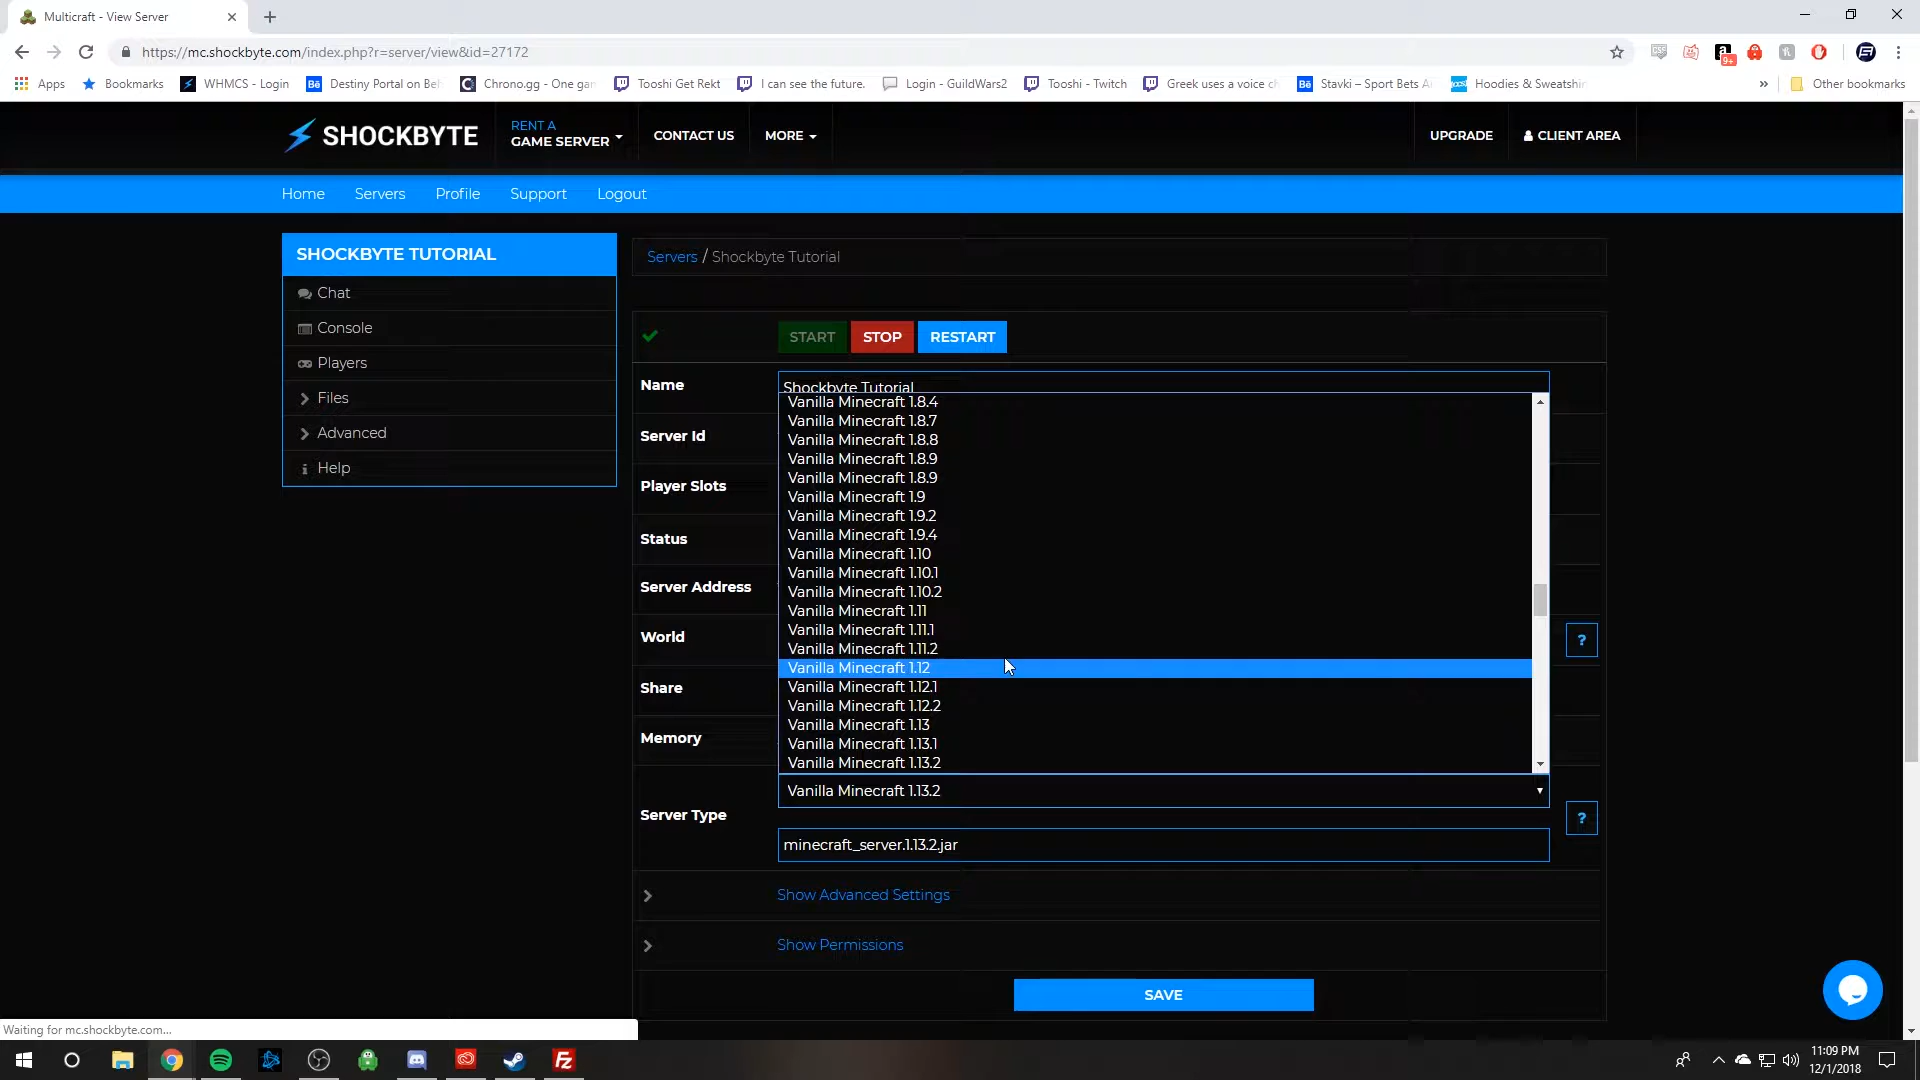 Multicraft - View Server
https://mc.shockbyte.com/index.php?r=server/view&id=27172
9+
Apps Bookmarks WHMCS - Login Destiny Portal on Beh Chrono.gg - One gan Tooshi Get Rekt I can see the future. Login - GuildWars2 Tooshi - Twitch Greek uses a voice ch Stavki – Sport Bets A Hoodies & Sweatshir » Other bookmarks
SHOCKBYTE
RENT A
GAME SERVER
CONTACT US
MORE
UPGRADE
CLIENT AREA
Home Servers Profile Support Logout
SHOCKBYTE TUTORIAL
Chat
Console
Players
Files
Advanced
Help
Servers / Shockbyte Tutorial
START STOP RESTART
Name
Shockbyte Tutorial
Server Id
Player Slots
Status
Server Address
World
?
Share
Memory
Vanilla Minecraft 1.8.4
Vanilla Minecraft 1.8.7
Vanilla Minecraft 1.8.8
Vanilla Minecraft 1.8.9
Vanilla Minecraft 1.8.9
Vanilla Minecraft 1.9
Vanilla Minecraft 1.9.2
Vanilla Minecraft 1.9.4
Vanilla Minecraft 1.10
Vanilla Minecraft 1.10.1
Vanilla Minecraft 1.10.2
Vanilla Minecraft 1.11
Vanilla Minecraft 1.11.1
Vanilla Minecraft 1.11.2
Vanilla Minecraft 1.12
Vanilla Minecraft 1.12.1
Vanilla Minecraft 1.12.2
Vanilla Minecraft 1.13
Vanilla Minecraft 1.13.1
Vanilla Minecraft 1.13.2
Server Type
Vanilla Minecraft 1.13.2
?
minecraft_server.1.13.2.jar
Show Advanced Settings
Show Permissions
SAVE
Waiting for mc.shockbyte.com...
11:09 PM
12/1/2018